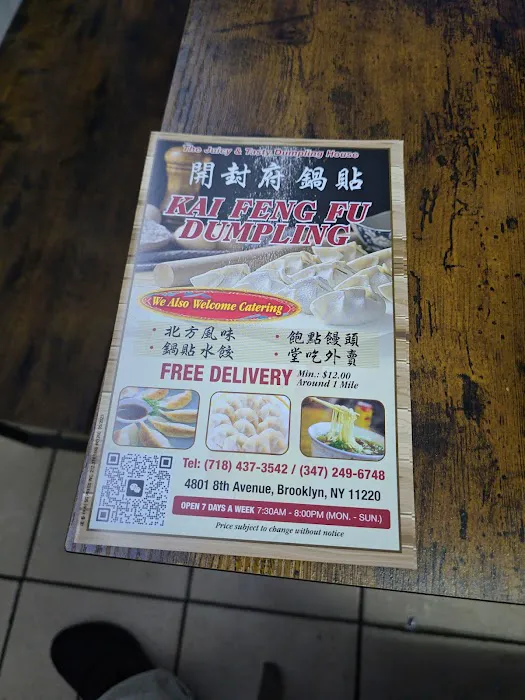 The Juicy & Tasty Dumpling House
開封府鍋貼
KAI FENG FU
DUMPLING
We Also Welcome Catering
· 北方風味
· 鍋貼水餃
· 飽點饅頭
· 堂吃外賣
FREE DELIVERY
Min.: $12.00
Around 1 Mile
Tel: (718) 437-3542 / (347) 249-6748
4801 8th Avenue, Brooklyn, NY 11220
OPEN 7 DAYS A WEEK 7:30AM - 8:00PM (MON. - SUN.)
Price subject to change without notice